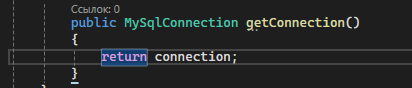 Ссылок: 0
public MySqlConnection getConnection()
{
return connection;
}
}